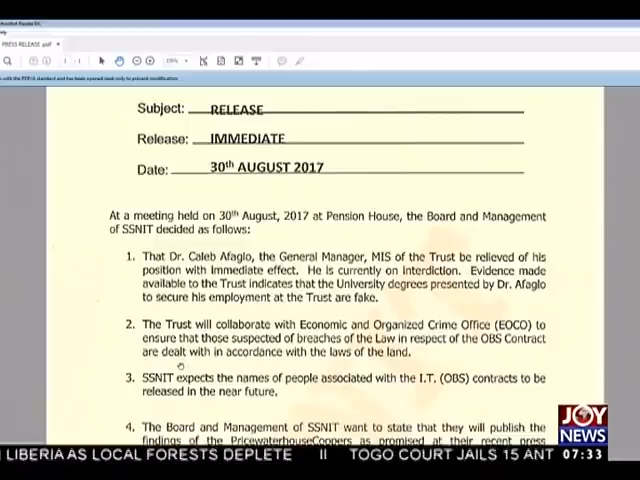 PRESS RELEASE.pdf
Subject: RELEASE
Release: IMMEDIATE
Date: 30th AUGUST 2017
At a meeting held on 30th August, 2017 at Pension House, the Board and Management
of SSNIT decided as follows:
1. That Dr. Caleb Afaglo, the General Manager, MIS of the Trust be relieved of his
position with Immediate effect. He is currently on Interdiction. Evidence made
available to the Trust indicates that the University degrees presented by Dr. Afaglo
to secure his employment at the Trust are fake.
2. The Trust will collaborate with Economic and Organized Crime Office (EOCO) to
ensure that those suspected of breaches of the Law in respect of the OBS Contract
are dealt with in accordance with the laws of the land.
3. SSNIT expects the names of people associated with the I.T. (OBS) contracts to be
released in the near future.
4. The Board and Management of SSNIT want to state that they will publish the
findings of the PricewaterhouseCoopers as promised at their recent press
JOY
NEWS
LIBERIA AS LOCAL FORESTS DEPLETE II TOGO COURT JAILS 15 ANT 07:33